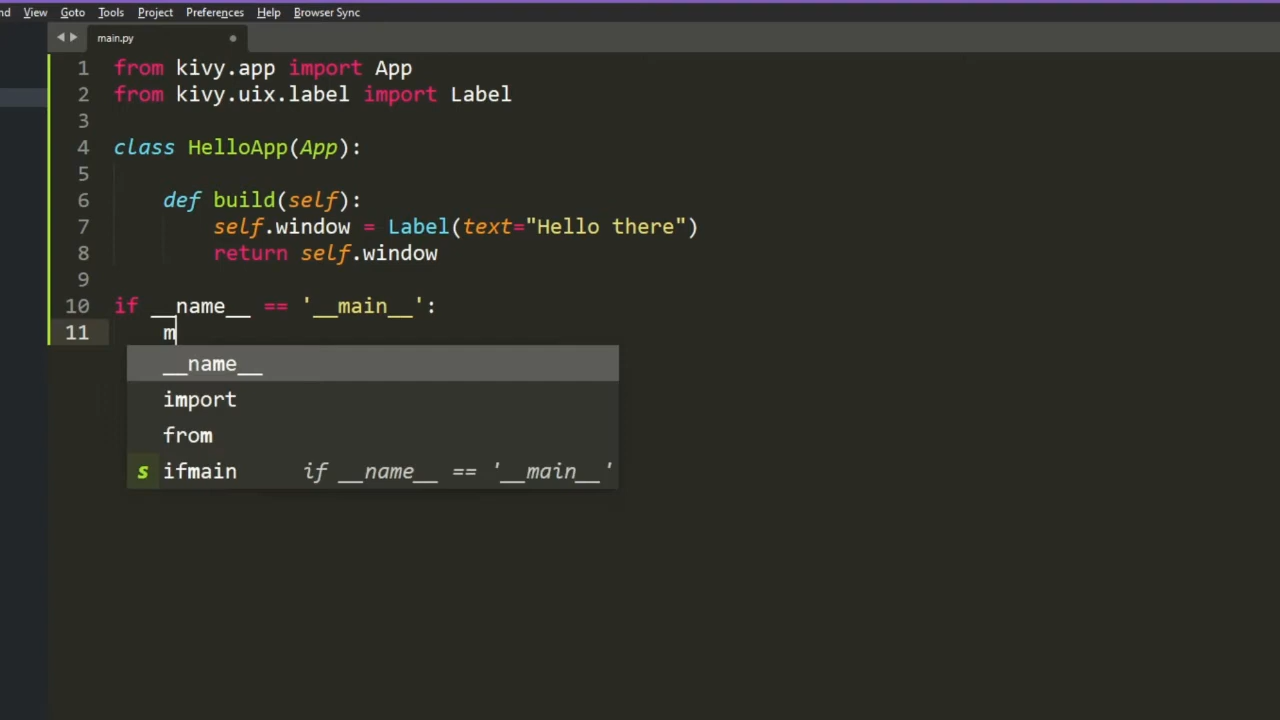 nd View Goto Tools Project Preferences Help Browser Sync
main.py
1 from kivy.app import App
2 from kivy.uix.label import Label
3
4 class HelloApp(App):
5
6 def build(self):
7 self.window = Label(text="Hello there")
8 return self.window
9
10 if __name__ == '__main__':
11 m
__name__
import
from
s ifmain if __name__ == '__main__'